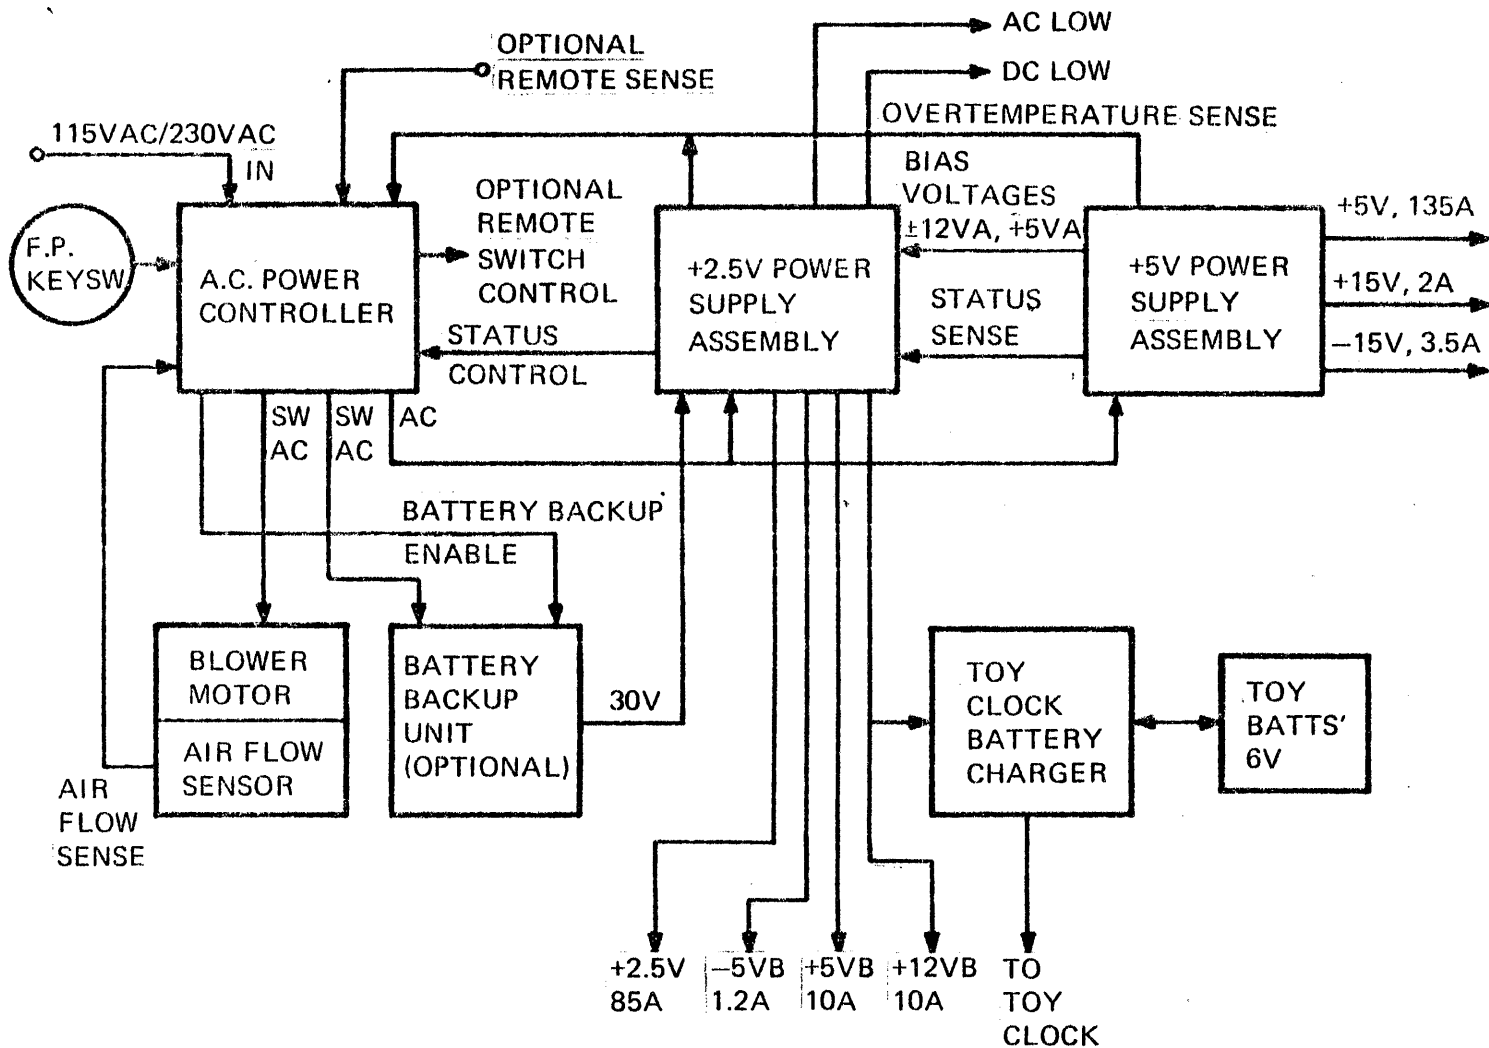 AC LOW
OPTIONAL
REMOTE SENSE
DC LOW
OVERTEMPERATURE SENSE
115VAC/230VAC
IN
BIAS
VOLTAGES
±12VA, +5VA
OPTIONAL
REMOTE
SWITCH
CONTROL
+5V, 135A
F.P.
KEYSW
A.C. POWER
CONTROLLER
+2.5V POWER
SUPPLY
ASSEMBLY
+5V POWER
SUPPLY
ASSEMBLY
+15V, 2A
STATUS
SENSE
STATUS
CONTROL
−15V, 3.5A
SW
AC
SW
AC
AC
BATTERY BACKUP
ENABLE
BLOWER
MOTOR
AIR FLOW
SENSOR
BATTERY
BACKUP
UNIT
(OPTIONAL)
30V
TOY
CLOCK
BATTERY
CHARGER
TOY
BATTS'
6V
AIR
FLOW
SENSE
+2.5V
85A
−5VB
1.2A
+5VB
10A
+12VB
10A
TO
TOY
CLOCK